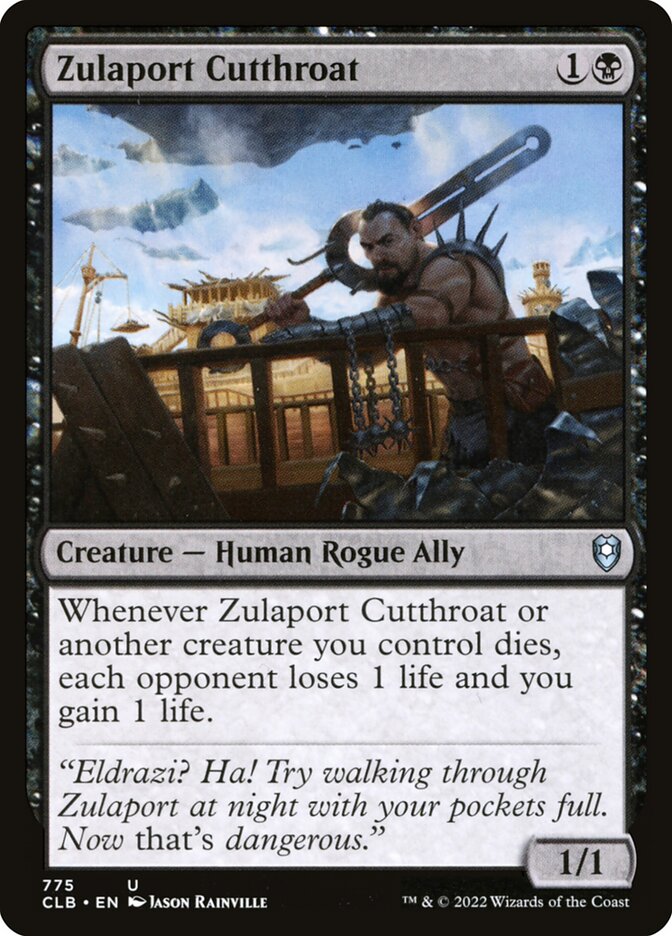 Zulaport Cutthroat 1
Creature — Human Rogue Ally
Whenever Zulaport Cutthroat or
another creature you control dies,
each opponent loses 1 life and you
gain 1 life.
“Eldrazi? Ha! Try walking through
Zulaport at night with your pockets full.
Now that’s dangerous.”
1/1
775 U
CLB • EN Jason Rainville ™ & © 2022 Wizards of the Coast